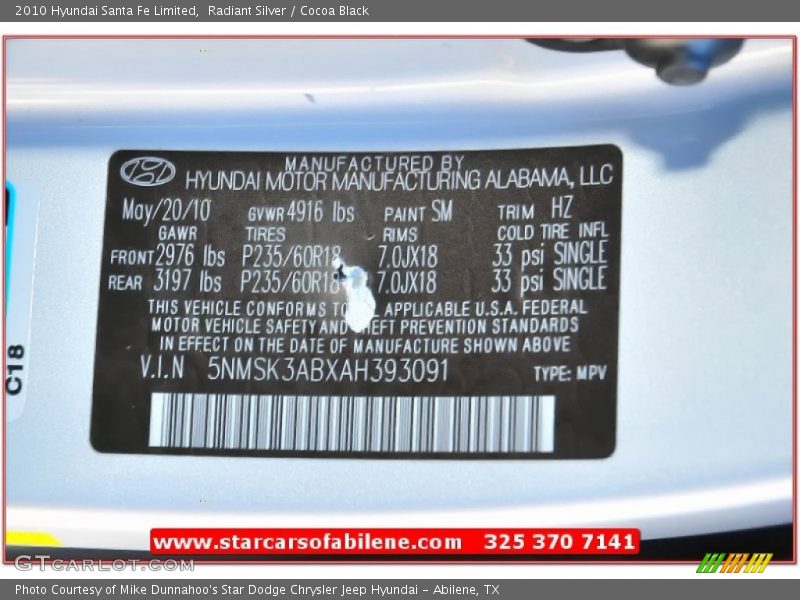 2010 Hyundai Santa Fe Limited, Radiant Silver / Cocoa Black
MANUFACTURED BY
HYUNDAI MOTOR MANUFACTURING ALABAMA, LLC
May/20/10 GVWR 4916 lbs PAINT SM TRIM HZ
GAWR TIRES RIMS COLD TIRE INFL
FRONT 2976 lbs P235/60R18 7.0JX18 33 psi SINGLE
REAR 3197 lbs P235/60R18 7.0JX18 33 psi SINGLE
THIS VEHICLE CONFORMS TO APPLICABLE U.S.A. FEDERAL
MOTOR VEHICLE SAFETY AND THEFT PREVENTION STANDARDS
IN EFFECT ON THE DATE OF MANUFACTURE SHOWN ABOVE
V.I.N 5NMSK3ABXAH393091 TYPE: MPV
C18
www.starcarsofabilene.com 325 370 7141
GTCARLOT.COM
Photo Courtesy of Mike Dunnahoo's Star Dodge Chrysler Jeep Hyundai - Abilene, TX